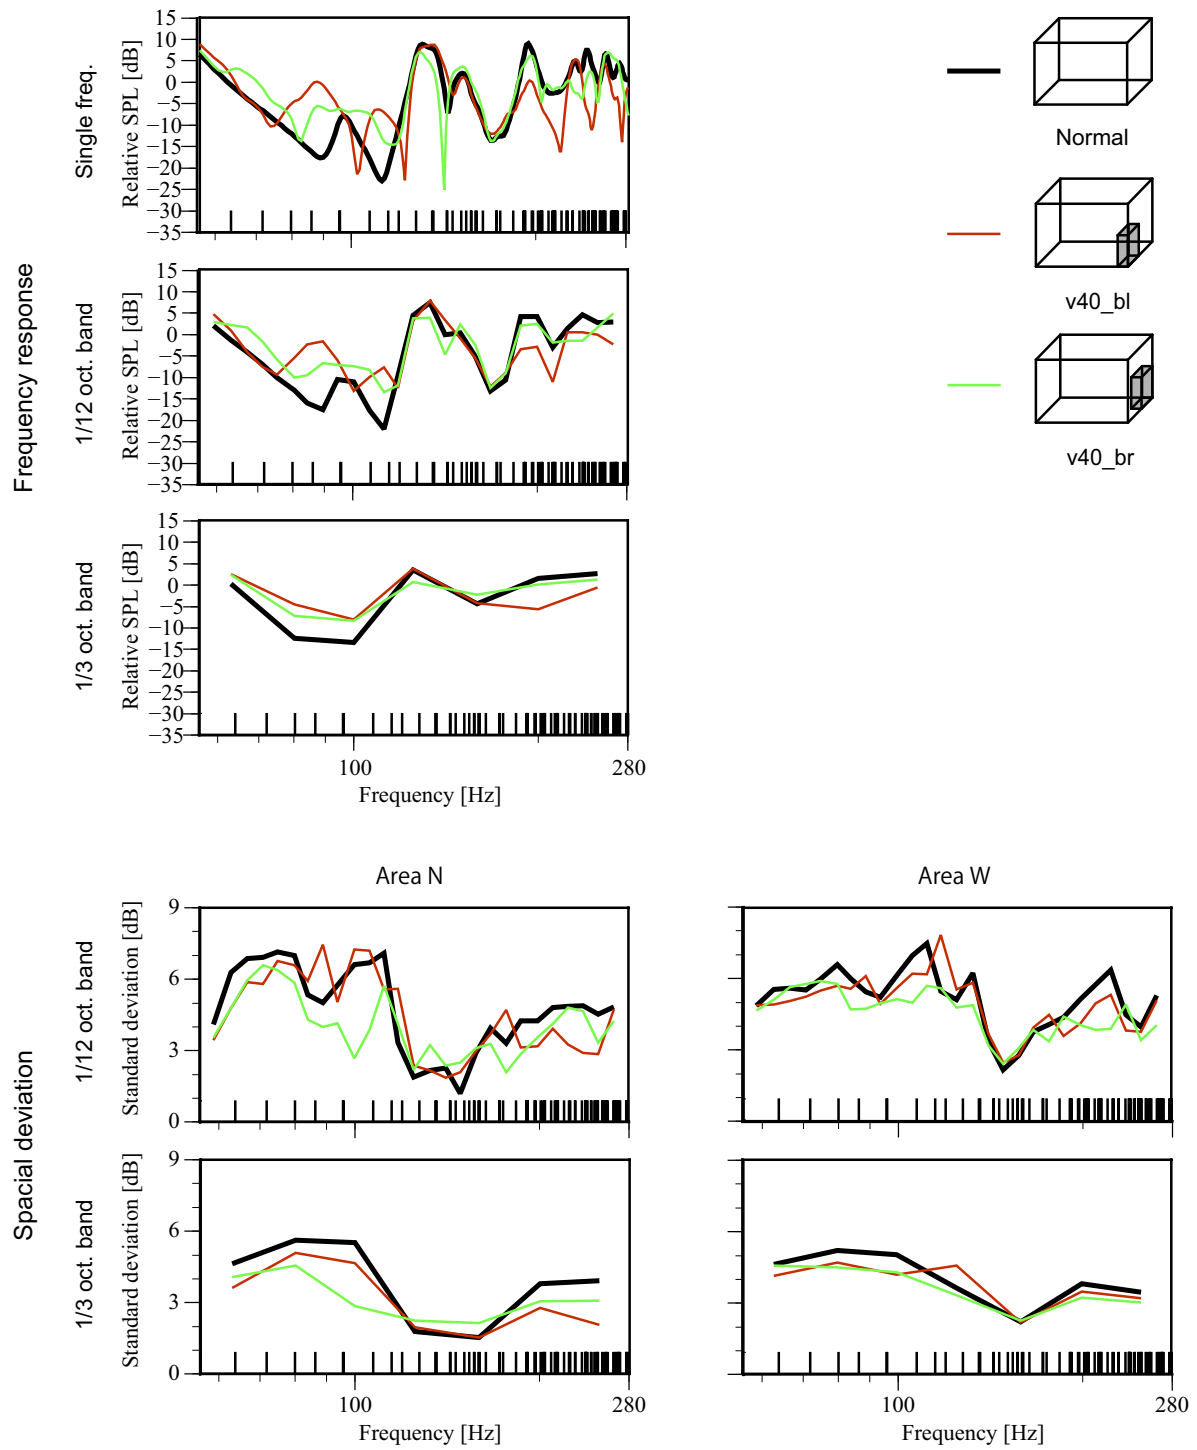 Frequency response
Single freq.
Relative SPL [dB]
15
10
5
0
−5
−10
−15
−20
−25
−30
−35
1/12 oct. band
Relative SPL [dB]
15
10
5
0
−5
−10
−15
−20
−25
−30
−35
1/3 oct. band
Relative SPL [dB]
15
10
5
0
−5
−10
−15
−20
−25
−30
−35
100 280
Frequency [Hz]
Normal
v40_bl
v40_br
Spacial deviation
Area N
Area W
1/12 oct. band
Standard deviation [dB]
9
6
3
0
1/3 oct. band
Standard deviation [dB]
9
6
3
0
100 280
Frequency [Hz]
100 280
Frequency [Hz]